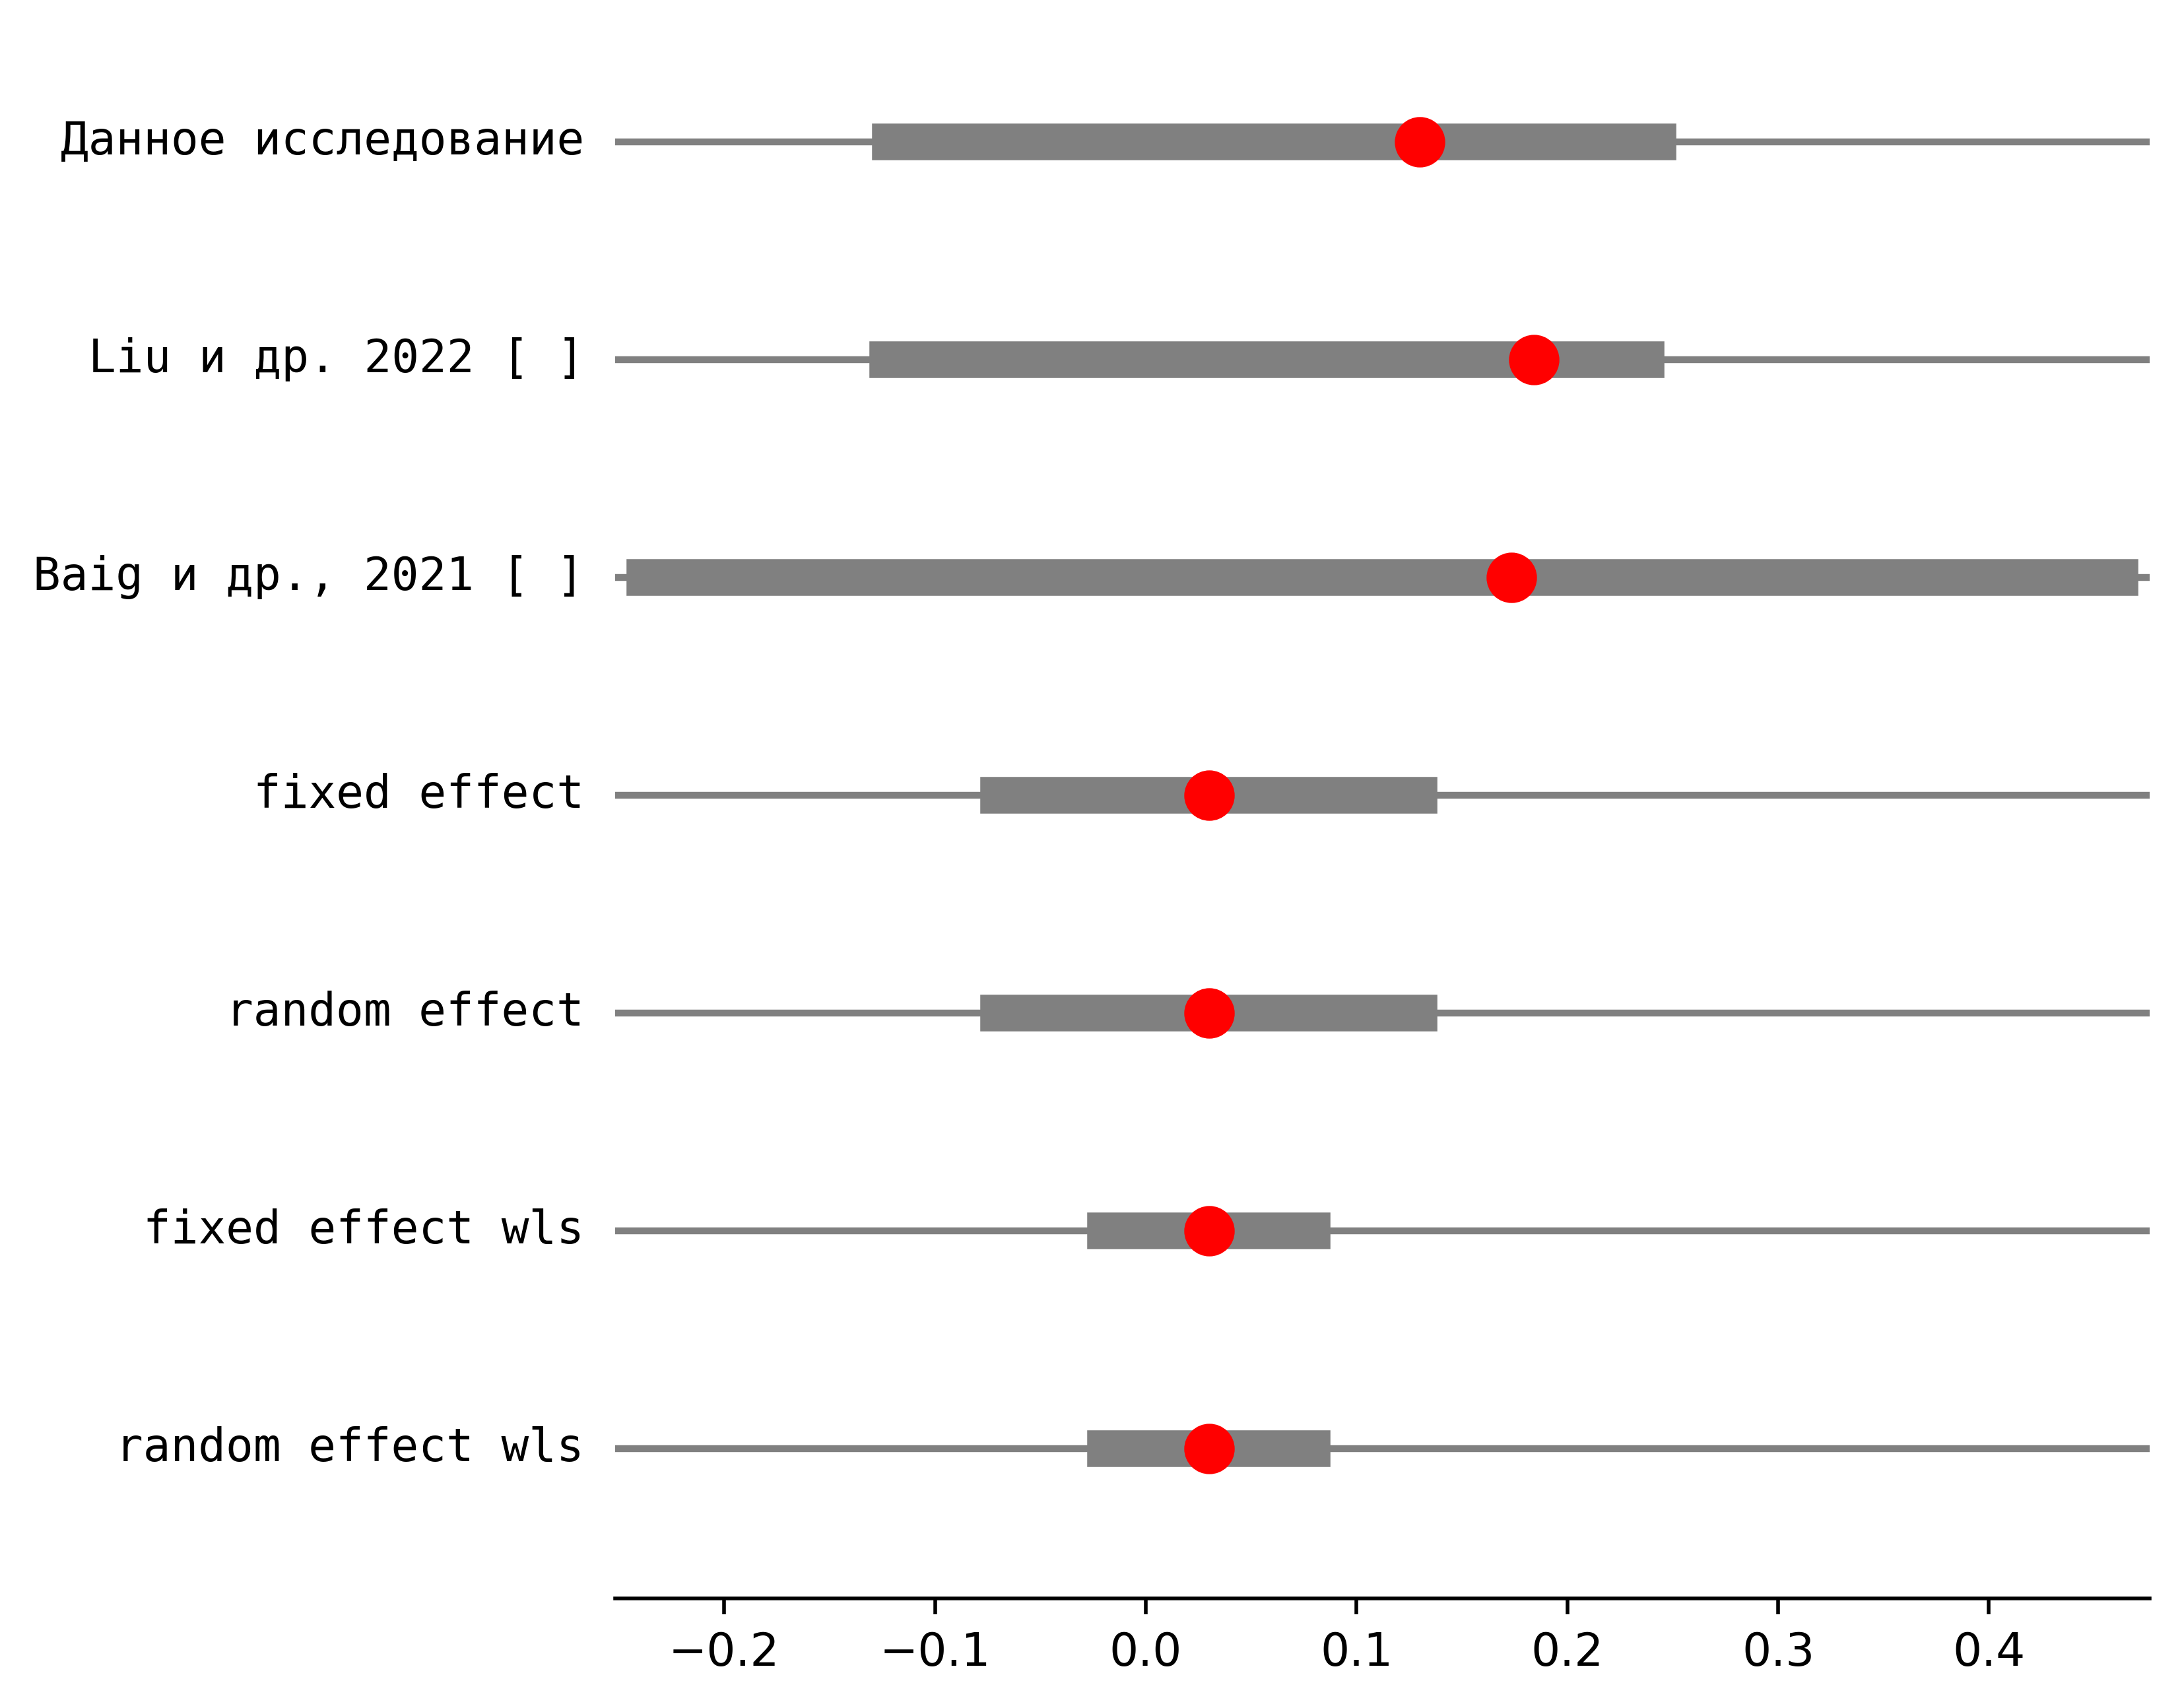 Данное исследование
Liu и др. 2022 [ ]
Baig и др., 2021 [ ]
fixed effect
random effect
fixed effect wls
random effect wls
−0.2 −0.1 0.0 0.1 0.2 0.3 0.4